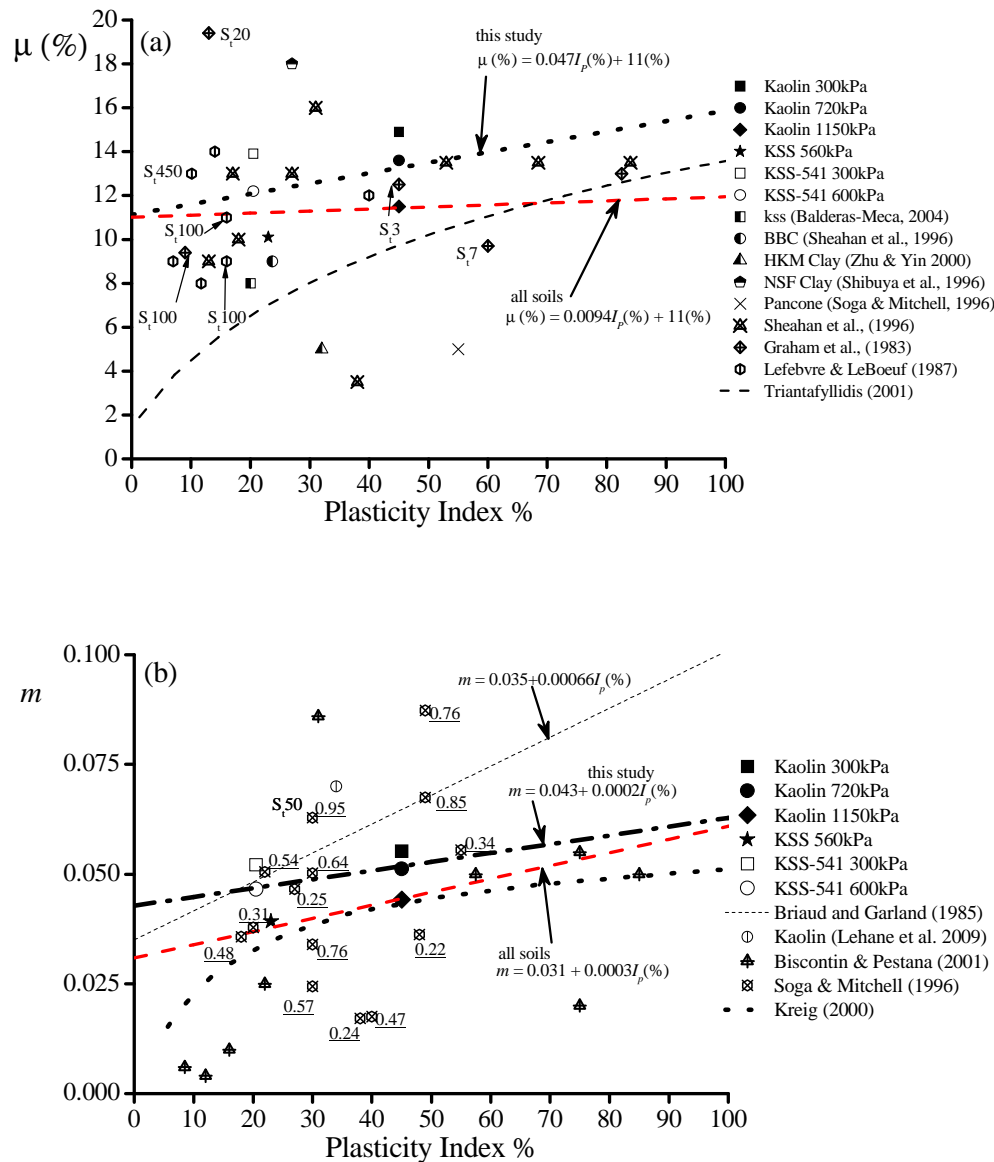 μ (%)
(a)
20
18
16
14
12
10
8
6
4
2
0
S_t20
S_t450
S_t100
S_t100
S_t100
S_t3
S_t7
this study
μ (%) = 0.047I_P(%)+ 11(%)
all soils
μ (%) = 0.0094I_P(%) + 11(%)
0 10 20 30 40 50 60 70 80 90 100
Plasticity Index %
Kaolin 300kPa
Kaolin 720kPa
Kaolin 1150kPa
KSS 560kPa
KSS-541 300kPa
KSS-541 600kPa
kss (Balderas-Meca, 2004)
BBC (Sheahan et al., 1996)
HKM Clay (Zhu & Yin 2000)
NSF Clay (Shibuya et al., 1996)
Pancone (Soga & Mitchell, 1996)
Sheahan et al., (1996)
Graham et al., (1983)
Lefebvre & LeBoeuf (1987)
Triantafyllidis (2001)
m
(b)
0.100
0.075
0.050
0.025
0.000
m = 0.035+0.00066I_p(%)
this study
m = 0.043+ 0.0002I_p(%)
all soils
m = 0.031 + 0.0003I_p(%)
0.76
S_t50
0.95
0.85
0.34
0.54
0.64
0.25
0.31
0.48
0.76
0.22
0.57
0.24
0.47
0 10 20 30 40 50 60 70 80 90 100
Plasticity Index %
Kaolin 300kPa
Kaolin 720kPa
Kaolin 1150kPa
KSS 560kPa
KSS-541 300kPa
KSS-541 600kPa
Briaud and Garland (1985)
Kaolin (Lehane et al. 2009)
Biscontin & Pestana (2001)
Soga & Mitchell (1996)
Kreig (2000)